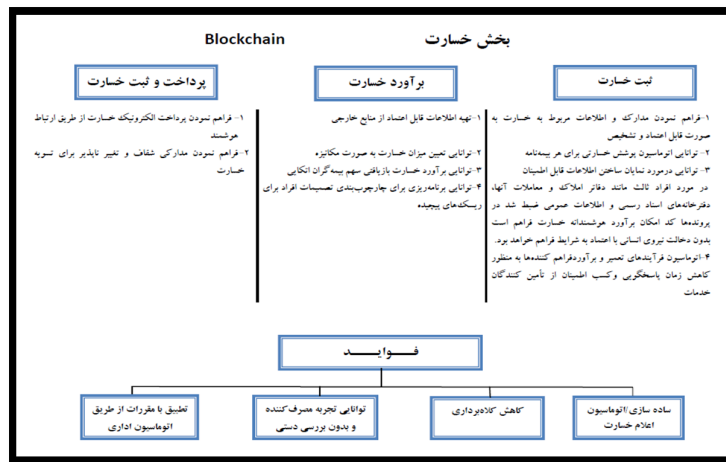 بخش خسارت Blockchain
ثبت خسارت
۱-فراهم نمودن مدارک و اطلاعات مربوط به خسارت به
صورت قابل اعتماد و تشخیص
۲- توانایی اتوماسیون پوشش خسارتی برای هر بیمه‌نامه
۳- توانایی درمورد نمایان ساختن اطلاعات قابل اطمینان
در مورد افراد ثالث مانند دفاتر املاک و معاملات آنها،
دفترخانه‌های اسناد رسمی و اطلاعات عمومی ضبط شد در
پرونده‌ها کد امکان برآورد هوشمندانه خسارت فراهم است
بدون دخالت نیروی انسانی با اعتماد به شرایط فراهم خواهد بود.
۴-اتوماسیون فرآیندهای تعمیر و برآوردفراهم کننده‌ها به منظور
کاهش زمان پاسخگویی وکسب اطمینان از تأمین کنندگان
خدمات
برآورد خسارت
۱-تهیه اطلاعات قابل اعتماد از منابع خارجی
۲-توانایی تعیین میزان خسارت به صورت مکانیزه
۳-توانایی برآورد خسارت بازیافتی سهم بیمه‌گران اتکایی
۴-توانایی برنامه‌ریزی برای چارچوب‌بندی تصمیمات افراد برای
ریسک‌های پیچیده
پرداخت و ثبت خسارت
۱- فراهم نمودن پرداخت الکترونیک خسارت از طریق ارتباط
هوشمند
۲-فراهم نمودن مدارکی شفاف و تغییر ناپذیر برای تسویه
خسارت
فوایــد
ساده سازی/اتوماسیون
اعلام خسارت
کاهش کلاهبرداری
توانایی تجربه مصرف‌کننده
و بدون بررسی دستی
تطبیق با مقررات از طریق
اتوماسیون اداری